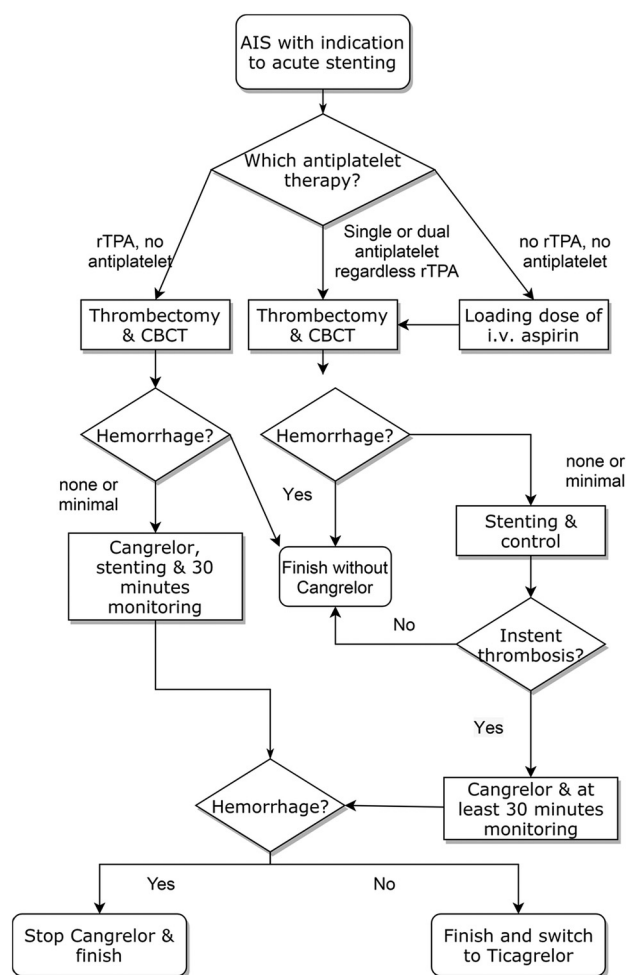 AIS with indication
to acute stenting
Which antiplatelet
therapy?
rTPA, no
antiplatelet
Single or dual
antiplatelet
regardless rTPA
no rTPA, no
antiplatelet
Thrombectomy
& CBCT
Thrombectomy
& CBCT
Loading dose of
i.v. aspirin
Hemorrhage?
Hemorrhage?
none or
minimal
Yes
none or
minimal
Cangrelor,
stenting & 30
minutes
monitoring
Finish without
Cangrelor
Stenting &
control
No
Instent
thrombosis?
Yes
Hemorrhage?
Cangrelor & at
least 30 minutes
monitoring
Yes
No
Stop Cangrelor &
finish
Finish and switch
to Ticagrelor